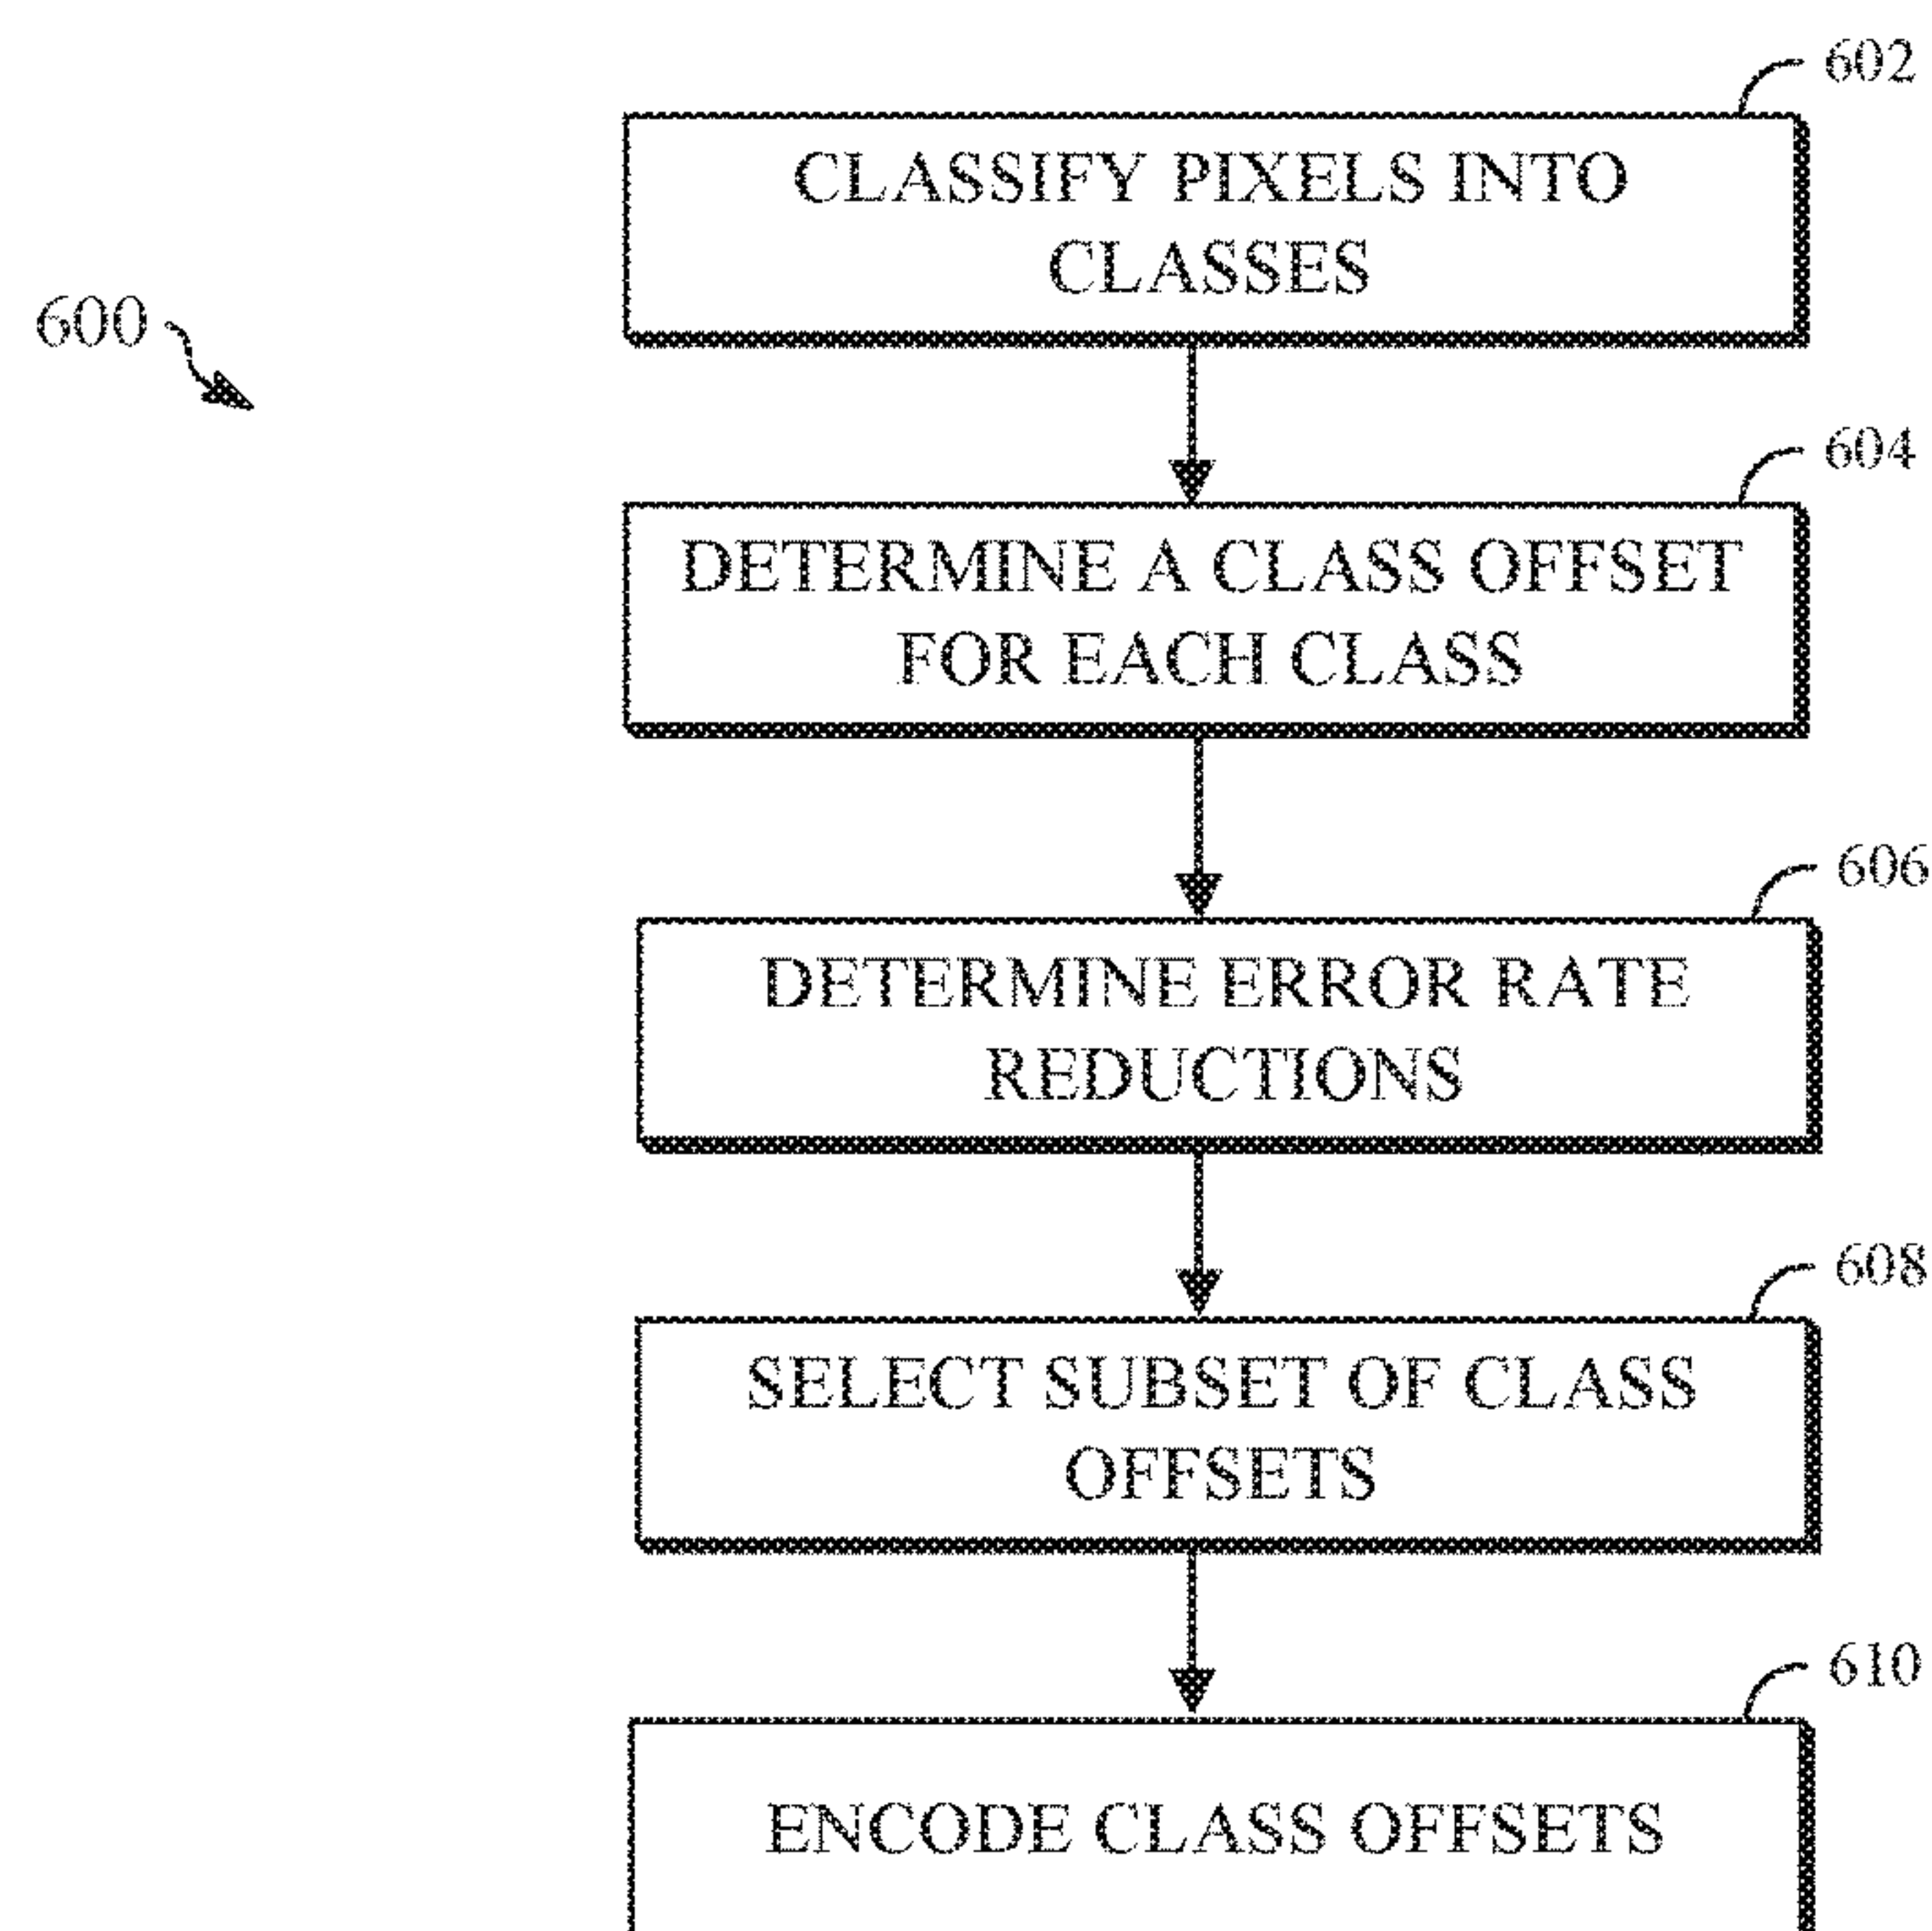 602
CLASSIFY PIXELS INTO
CLASSES
600
604
DETERMINE A CLASS OFFSET
FOR EACH CLASS
606
DETERMINE ERROR RATE
REDUCTIONS
608
SELECT SUBSET OF CLASS
OFFSETS
610
ENCODE CLASS OFFSETS